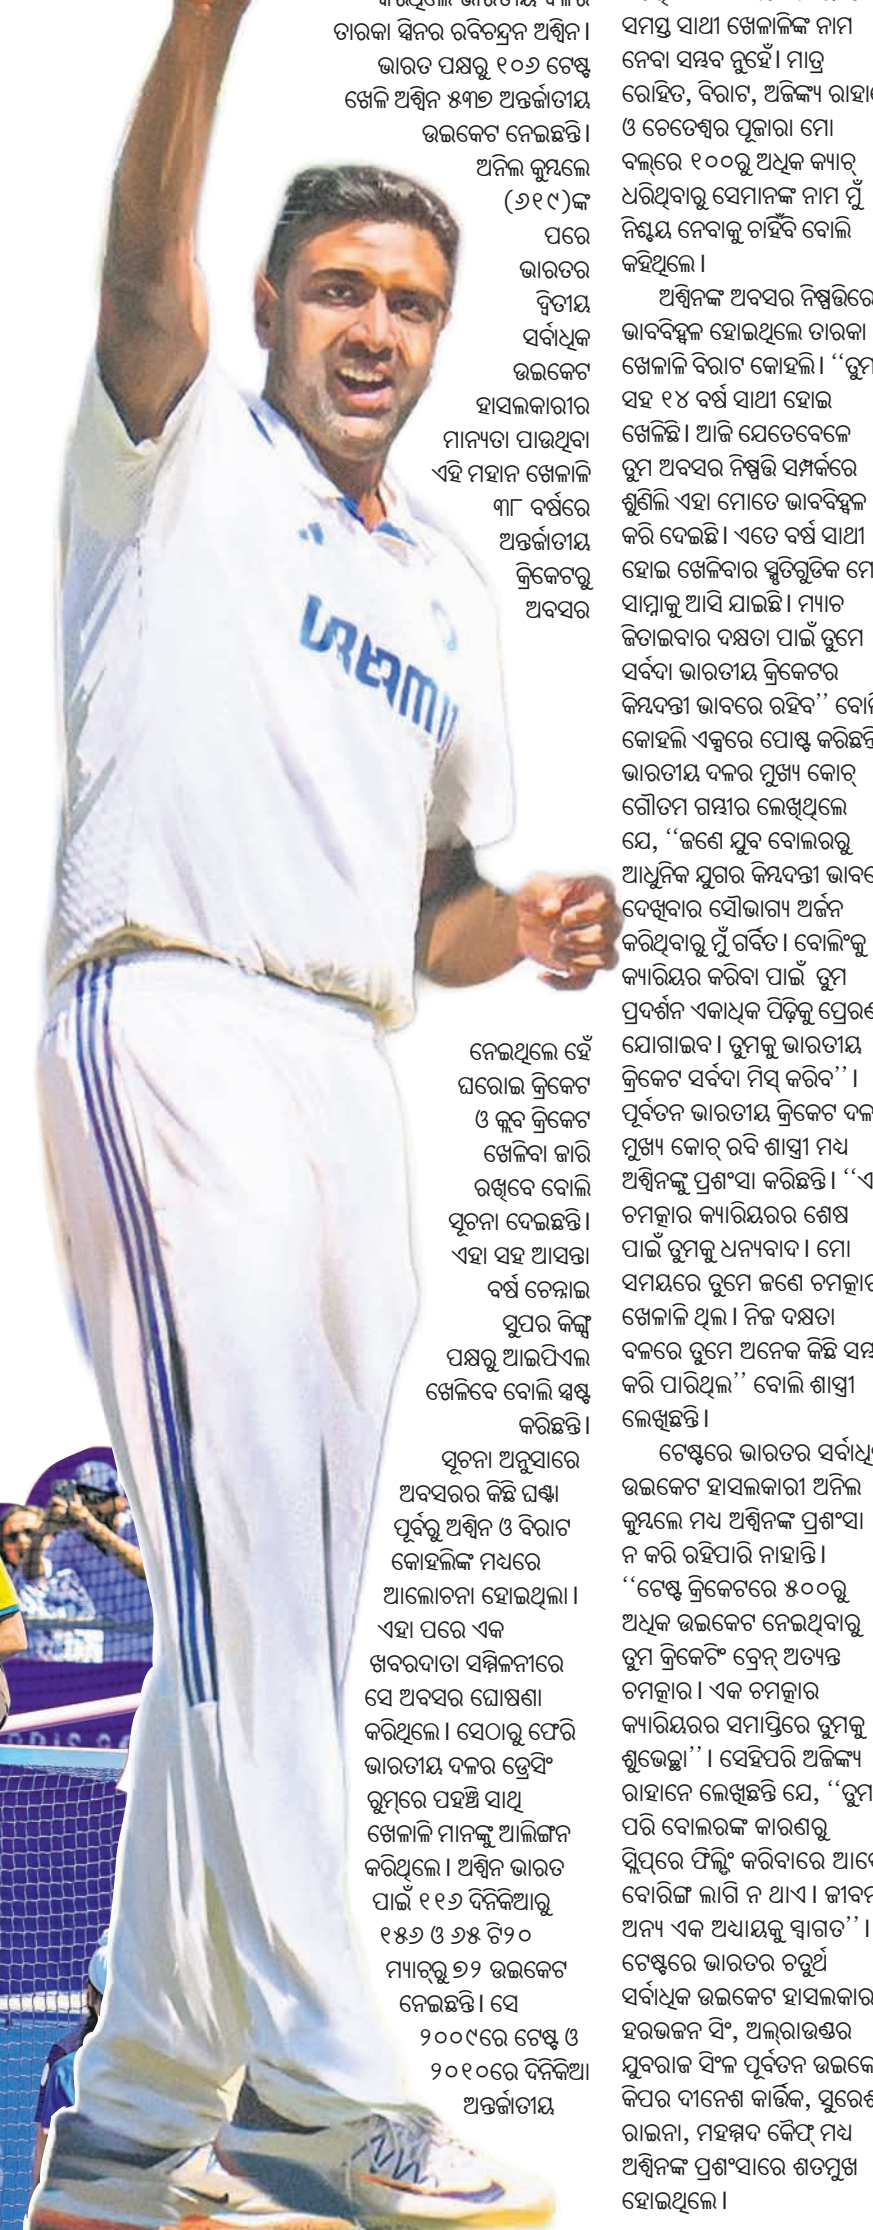 ତାରକା ସ୍ପିନର ରବିଚନ୍ଦ୍ରନ ଅଶ୍ୱିନ।
ଭାରତ ପକ୍ଷରୁ ୧୦୬ ଟେଷ୍ଟ
ଖେଳି ଅଶ୍ୱିନ ୫୩୭ ଅନ୍ତର୍ଜାତୀୟ
ଉଇକେଟ ନେଇଛନ୍ତି।
ଅନିଲ କୁମ୍ବଲେ
(୬୧୯)ଙ୍କ
ପରେ
ଭାରତର
ଦ୍ୱିତୀୟ
ସର୍ବାଧିକ
ଉଇକେଟ
ହାସଲକାରୀର
ମାନ୍ୟତା ପାଉଥିବା
ଏହି ମହାନ ଖେଳାଳି
୩୮ ବର୍ଷରେ
ଅନ୍ତର୍ଜାତୀୟ
କ୍ରିକେଟରୁ
ଅବସର
DREAM11
ନେଇଥିଲେ ହେଁ
ଘରୋଇ କ୍ରିକେଟ
ଓ କ୍ଲବ କ୍ରିକେଟ
ଖେଳିବା ଜାରି
ରଖିବେ ବୋଲି
ସୂଚନା ଦେଇଛନ୍ତି।
ଏହା ସହ ଆସନ୍ତା
ବର୍ଷ ଚେନ୍ନାଇ
ସୁପର କିଙ୍ଗ୍ସ
ପକ୍ଷରୁ ଆଇପିଏଲ
ଖେଳିବେ ବୋଲି ସ୍ପଷ୍ଟ
କରିଛନ୍ତି।
ସୂଚନା ଅନୁସାରେ
ଅବସରର କିଛି ଘଣ୍ଟା
ପୂର୍ବରୁ ଅଶ୍ୱିନ ଓ ବିରାଟ
କୋହଲିଙ୍କ ମଧ୍ୟରେ
ଆଲୋଚନା ହୋଇଥିଲା।
ଏହା ପରେ ଏକ
ଖବରଦାତା ସମ୍ମିଳନୀରେ
ସେ ଅବସର ଘୋଷଣା
କରିଥିଲେ। ସେଠାରୁ ଫେରି
ଭାରତୀୟ ଦଳର ଡ୍ରେସିଂ
ରୁମ୍‌ରେ ପହଞ୍ଚି ସାଥି
ଖେଳାଳି ମାନଙ୍କୁ ଆଲିଙ୍ଗନ
କରିଥିଲେ। ଅଶ୍ୱିନ ଭାରତ
ପାଇଁ ୧୧୬ ଦିନିକିଆରୁ
୧୫୬ ଓ ୬୫ ଟି୨୦
ମ୍ୟାଚ୍‌ରୁ ୭୨ ଉଇକେଟ
ନେଇଛନ୍ତି। ସେ
୨୦୦୯ରେ ଟେଷ୍ଟ ଓ
୨୦୧୦ରେ ଦିନିକିଆ
ଅନ୍ତର୍ଜାତୀୟ
ସମସ୍ତ ସାଥୀ ଖେଳାଳିଙ୍କ ନାମ
ନେବା ସମ୍ଭବ ନୁହେଁ। ମାତ୍ର
ରୋହିତ, ବିରାଟ, ଅଜିଙ୍କ୍ୟ
ଓ ଚେତେଶ୍ୱର ପୂଜାରା ମୋ
ବଲ୍‌ରେ ୧୦୦ରୁ ଅଧିକ କ୍ୟାଚ୍
ଧରିଥିବାରୁ ସେମାନଙ୍କ ନାମ ମୁଁ
ନିଶ୍ଚୟ ନେବାକୁ ଚାହିଁବି ବୋଲି
କହିଥିଲେ।
ଅଶ୍ୱିନଙ୍କ ଅବସର ନିଷ୍ପତ୍ତିରେ
ଭାବବିହ୍ୱଳ ହୋଇଥିଲେ ତାରକା
ଖେଳାଳି ବିରାଟ କୋହଲି। ‘‘ତୁମ
ସହ ୧୪ ବର୍ଷ ସାଥୀ ହୋଇ
ଖେଳିଛି। ଆଜି ଯେତେବେଳେ
ତୁମ ଅବସର ନିଷ୍ପତ୍ତି ସମ୍ପର୍କରେ
ଶୁଣିଲି ଏହା ମୋତେ ଭାବବିହ୍ୱଳ
କରି ଦେଇଛି। ଏତେ ବର୍ଷ ସାଥୀ
ହୋଇ ଖେଳିବାର ସ୍ମୃତିଗୁଡିକ ମୋ
ସାମ୍ନାକୁ ଆସି ଯାଇଛି। ମ୍ୟାଚ
ଜିତାଇବାର ଦକ୍ଷତା ପାଇଁ ତୁମେ
ସର୍ବଦା ଭାରତୀୟ କ୍ରିକେଟର
କିମ୍ବଦନ୍ତୀ ଭାବରେ ରହିବ’’ ବୋଲି
କୋହଲି ଏକ୍ସରେ ପୋଷ୍ଟ କରିଛନ୍ତି
ଭାରତୀୟ ଦଳର ମୁଖ୍ୟ କୋଚ୍
ଗୌତମ ଗମ୍ଭୀର ଲେଖିଥିଲେ
ଯେ, ‘‘ଜଣେ ଯୁବ ବୋଲରରୁ
ଆଧୁନିକ ଯୁଗର କିମ୍ବଦନ୍ତୀ
ଦେଖିବାର ସୌଭାଗ୍ୟ ଅର୍ଜନ
କରିଥିବାରୁ ମୁଁ ଗର୍ବିତ। ବୋଲିଂକୁ
କ୍ୟାରିୟର କରିବା ପାଇଁ ତୁମ
ପ୍ରଦର୍ଶନ ଏକାଧିକ ପିଢ଼ିକୁ
ଯୋଗାଇବ। ତୁମକୁ ଭାରତୀୟ
କ୍ରିକେଟ ସର୍ବଦା ମିସ୍ କରିବ’’।
ପୂର୍ବତନ ଭାରତୀୟ କ୍ରିକେଟ ଦଳ
ମୁଖ୍ୟ କୋଚ୍ ରବି ଶାସ୍ତ୍ରୀ ମଧ୍ୟ
ଅଶ୍ୱିନଙ୍କୁ ପ୍ରଶଂସା କରିଛନ୍ତି। ‘‘ଏ
ଚମତ୍କାର କ୍ୟାରିୟରର ଶେଷ
ପାଇଁ ତୁମକୁ ଧନ୍ୟବାଦ। ମୋ
ସମୟରେ ତୁମେ ଜଣେ ଚମତ୍କାର
ଖେଳାଳି ଥିଲ। ନିଜ ଦକ୍ଷତା
ବଳରେ ତୁମେ ଅନେକ କିଛି
କରି ପାରିଥିଲ’’ ବୋଲି ଶାସ୍ତ୍ରୀ
ଲେଖିଛନ୍ତି।
ଟେଷ୍ଟରେ ଭାରତର ସର୍ବାଧିକ
ଉଇକେଟ ହାସଲକାରୀ ଅନିଲ
କୁମ୍ବଲେ ମଧ୍ୟ ଅଶ୍ୱିନଙ୍କ ପ୍ରଶଂସା
ନ କରି ରହିପାରି ନାହାନ୍ତି।
‘‘ଟେଷ୍ଟ କ୍ରିକେଟରେ ୫୦୦ରୁ
ଅଧିକ ଉଇକେଟ ନେଇଥିବାରୁ
ତୁମ କ୍ରିକେଟିଂ ବ୍ରେନ୍ ଅତ୍ୟନ୍ତ
ଚମତ୍କାର। ଏକ ଚମତ୍କାର
କ୍ୟାରିୟରର ସମାପ୍ତିରେ ତୁମକୁ
ଶୁଭେଚ୍ଛା’’। ସେହିପରି ଅଜିଙ୍କ୍ୟ
ରାହାନେ ଲେଖିଛନ୍ତି ଯେ, ‘‘ତୁମ
ପରି ବୋଲରଙ୍କ କାରଣରୁ
ସ୍ଲିପ୍‌ରେ ଫିଲ୍ଡିଂ କରିବାରେ
ବୋରିଙ୍ଗ ଲାଗି ନ ଥାଏ।
ଅନ୍ୟ ଏକ ଅଧ୍ୟାୟକୁ ସ୍ୱାଗତ’’।
ଟେଷ୍ଟରେ ଭାରତର ଚତୁର୍ଥ
ସର୍ବାଧିକ ଉଇକେଟ ହାସଲକାର
ହରଭଜନ ସିଂ, ଅଲ୍‌ରାଉଣ୍ଡର
ଯୁବରାଜ ସିଂଳ ପୂର୍ବତନ
କିପର ଦୀନେଶ କାର୍ତ୍ତିକ, ସୁରେଶ
ରାଇନା, ମହମ୍ମଦ କୈଫ୍ ମଧ୍ୟ
ଅଶ୍ୱିନଙ୍କ ପ୍ରଶଂସାରେ ଶତମୁଖ
ହୋଇଥିଲେ।